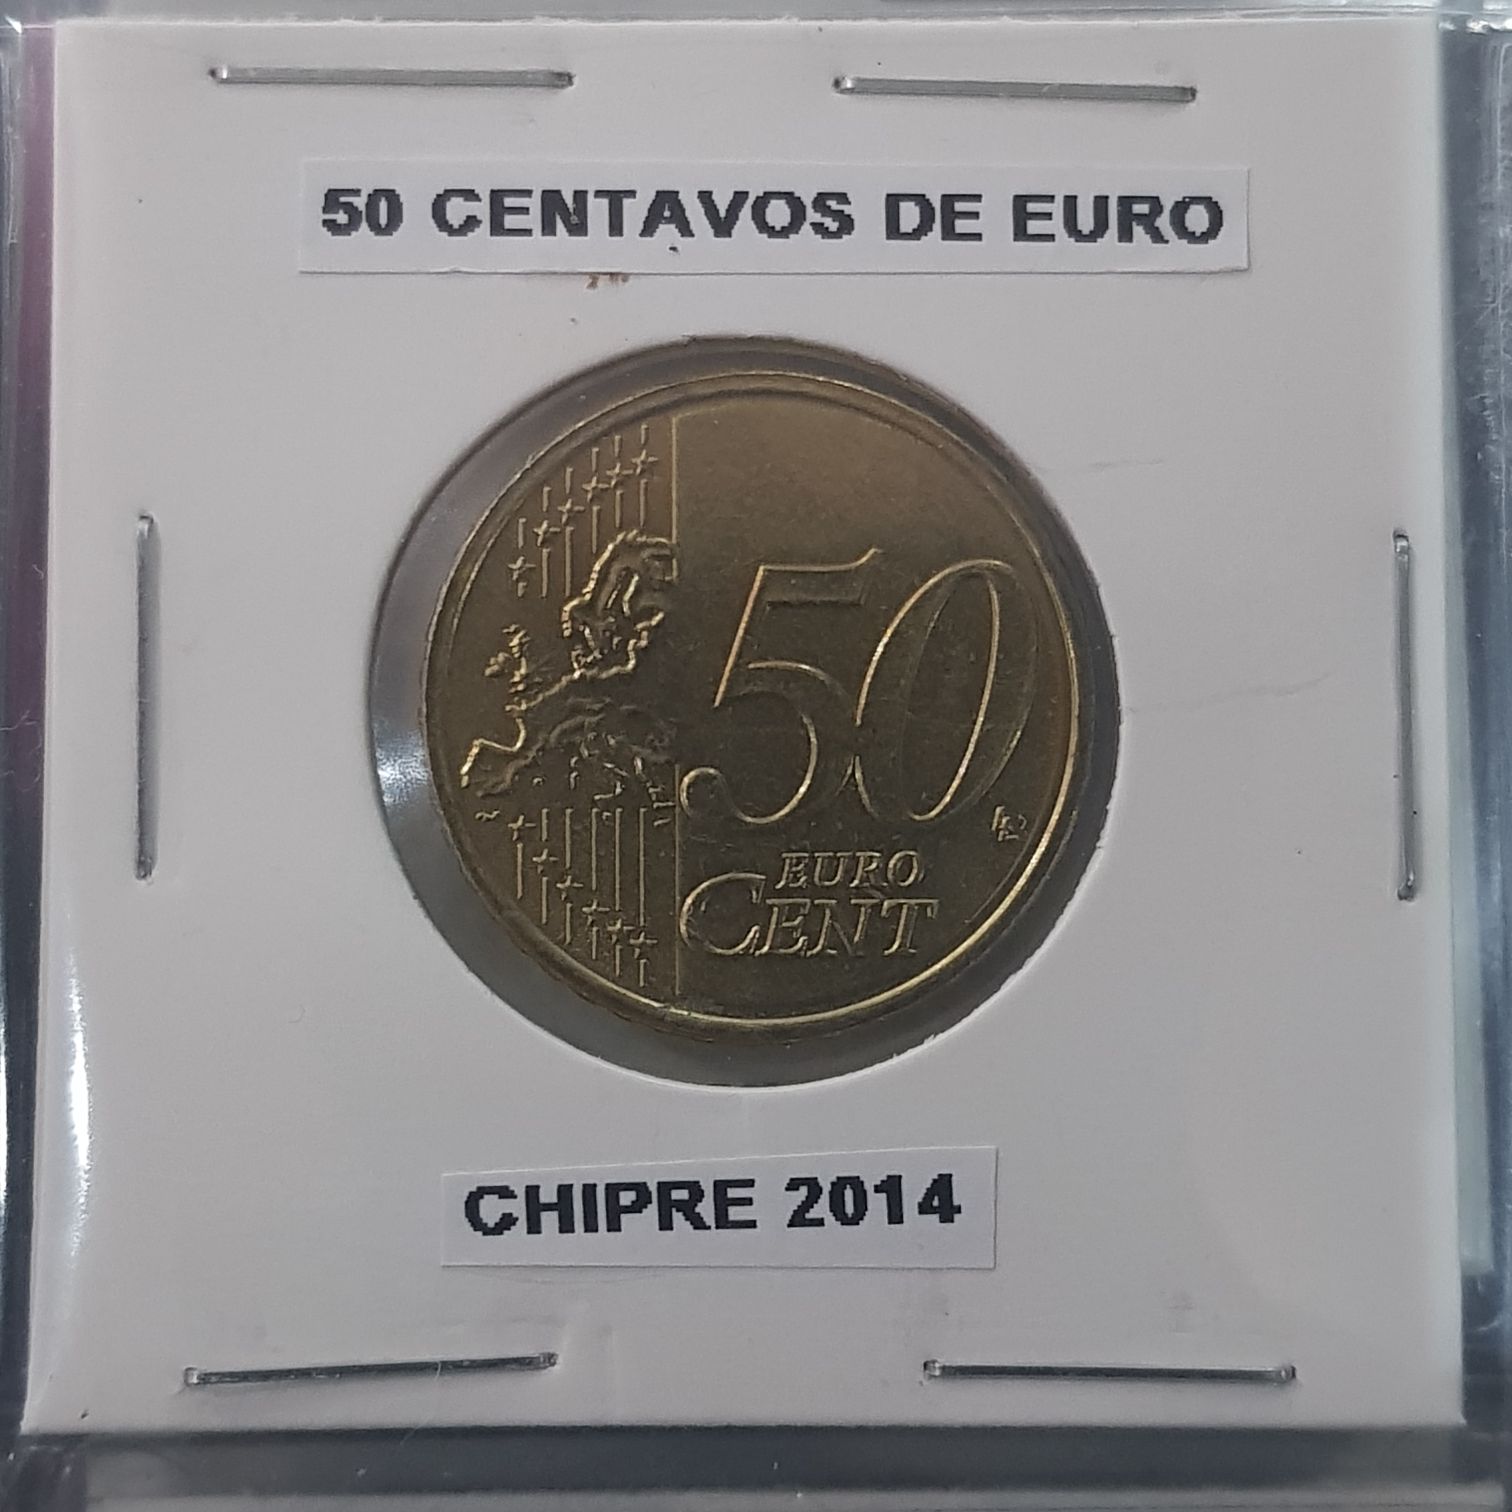 50 CENTAVOS DE EURO
50
EURO
CENT
CHIPRE 2014